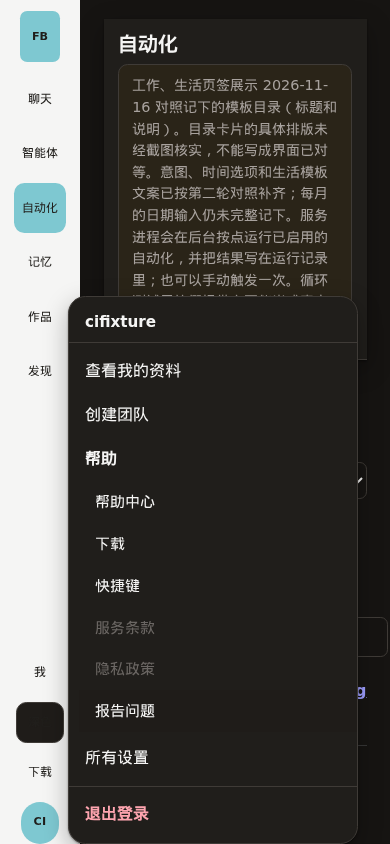 FB
聊天
智能体
自动化
记忆
作品
发现
我
下载
CI
自动化
工作、生活页签展示 2026-11-
16 对照记下的模板目录（标题和
说明）。目录卡片的具体排版未
经截图核实，不能写成界面已对
等。意图、时间选项和生活模板
文案已按第二轮对照补齐；每月
的日期输入仍未完整记下。服务
进程会在后台按点运行已启用的
自动化，并把结果写在运行记录
里；也可以手动触发一次。循环
cifixture
查看我的资料
创建团队
帮助
帮助中心
下载
快捷键
服务条款
隐私政策
报告问题
所有设置
退出登录
g